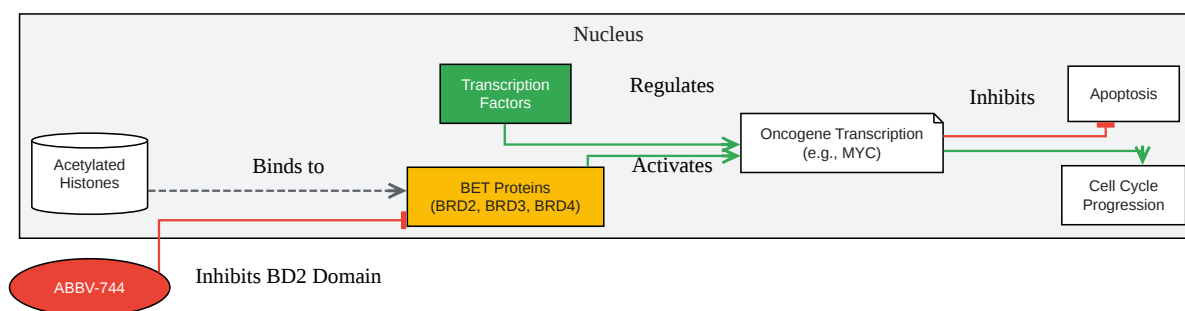 Nucleus
Transcription
Factors
Regulates
Inhibits
Apoptosis
Oncogene Transcription
(e.g., MYC)
Acetylated
Histones
Binds to
Activates
BET Proteins
(BRD2, BRD3, BRD4)
Cell Cycle
Progression
ABBV-744
Inhibits BD2 Domain